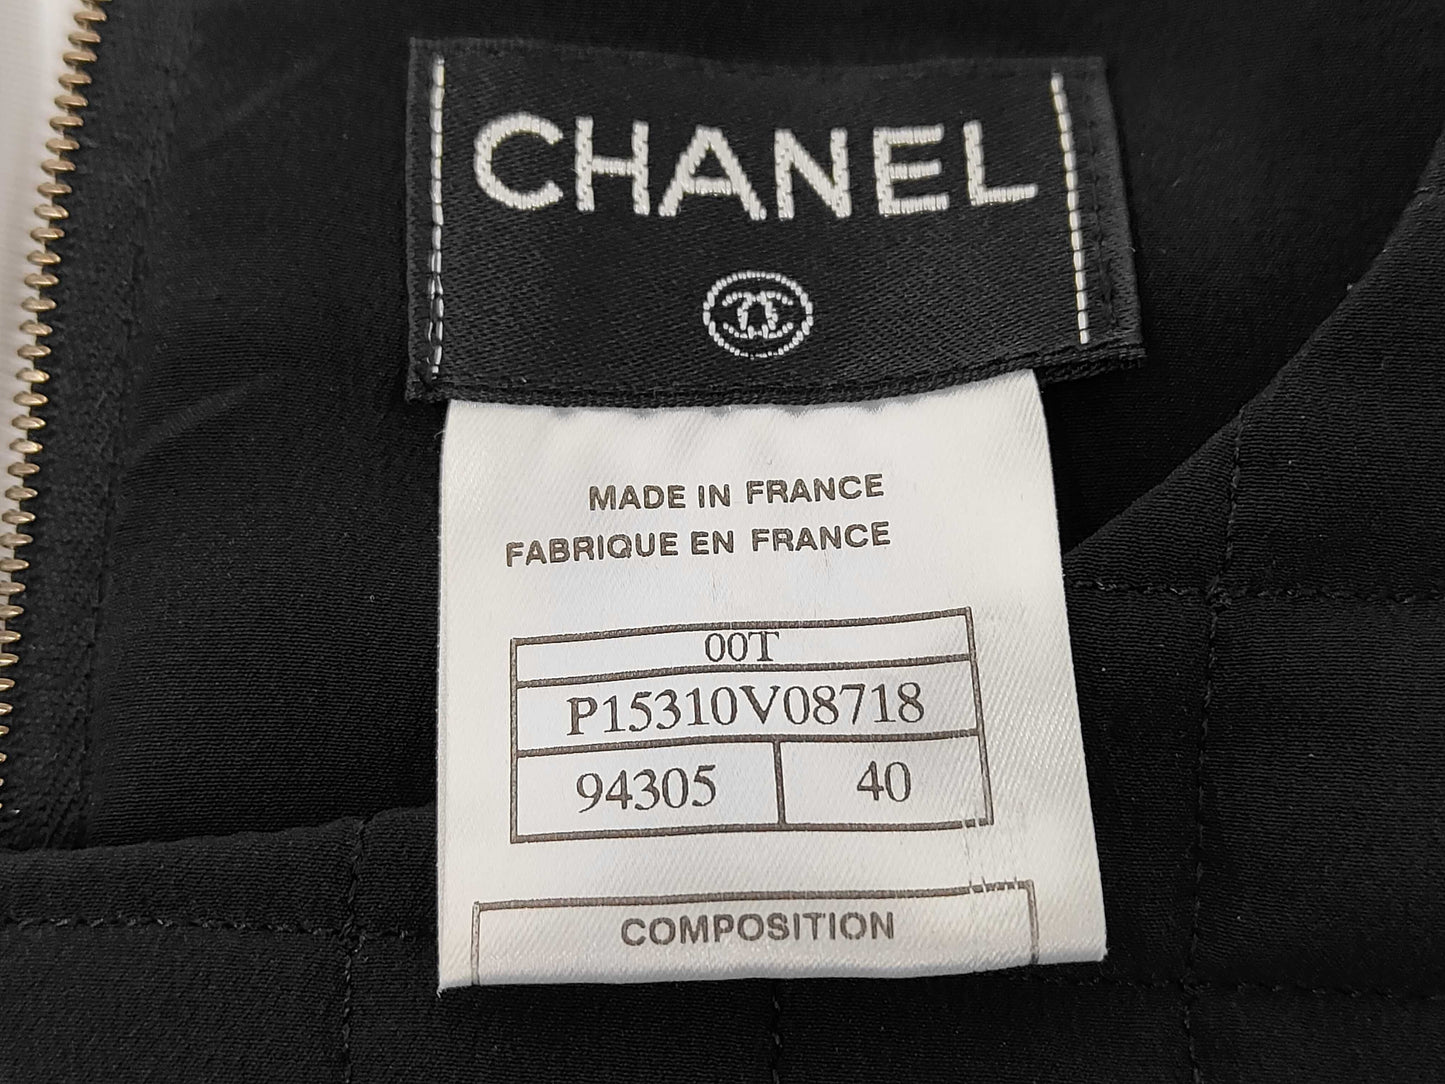 CHANEL
MADE IN FRANCE
FABRIQUE EN FRANCE
00T
P15310V08718
94305 40
COMPOSITION